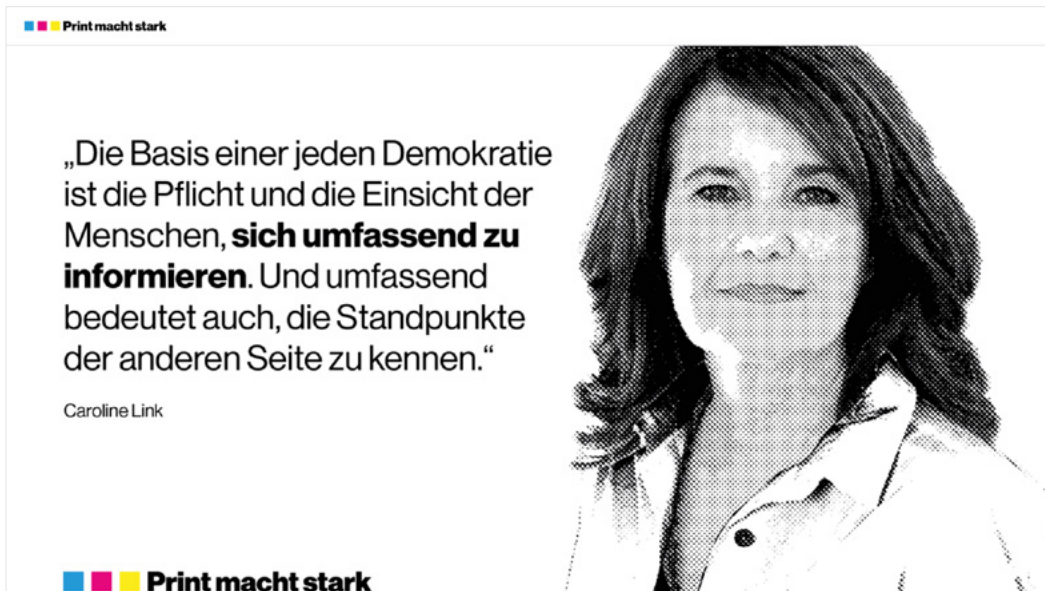 Print macht stark
„Die Basis einer jeden Demokratie
ist die Pflicht und die Einsicht der
Menschen, sich umfassend zu
informieren. Und umfassend
bedeutet auch, die Standpunkte
der anderen Seite zu kennen.“
Caroline Link
Print macht stark